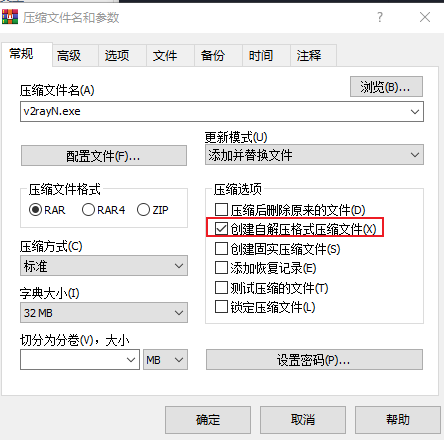 压缩文件名和参数
常规 高级 选项 文件 备份 时间 注释
压缩文件名(A)
浏览(B)...
v2rayN.exe
配置文件(F)...
更新模式(U)
添加并替换文件
压缩文件格式
RAR RAR4 ZIP
压缩方式(C)
标准
字典大小(I)
32 MB
切分为分卷(V)，大小
MB
压缩选项
压缩后删除原来的文件(D)
创建自解压格式压缩文件(X)
创建固实压缩文件(S)
添加恢复记录(E)
测试压缩的文件(T)
锁定压缩文件(L)
设置密码(P)...
确定 取消 帮助